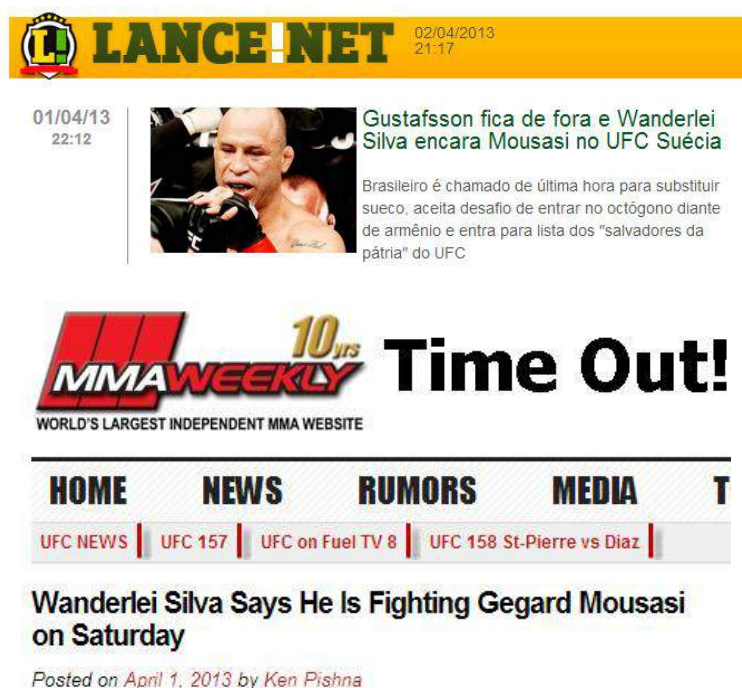 L! LANCE!NET
02/04/2013
21:17
01/04/13
22:12
Gustafsson fica de fora e Wanderlei
Silva encara Mousasi no UFC Suécia
Brasileiro é chamado de última hora para substituir
sueco, aceita desafio de entrar no octógono diante
de armênio e entra para lista dos "salvadores da
pátria" do UFC
10yrs
MMAWEEKLY
WORLD'S LARGEST INDEPENDENT MMA WEBSITE
Time Out!
HOME NEWS RUMORS MEDIA T
UFC NEWS UFC 157 UFC on Fuel TV 8 UFC 158 St-Pierre vs Diaz
Wanderlei Silva Says He Is Fighting Gegard Mousasi
on Saturday
Posted on April 1, 2013 by Ken Pishna